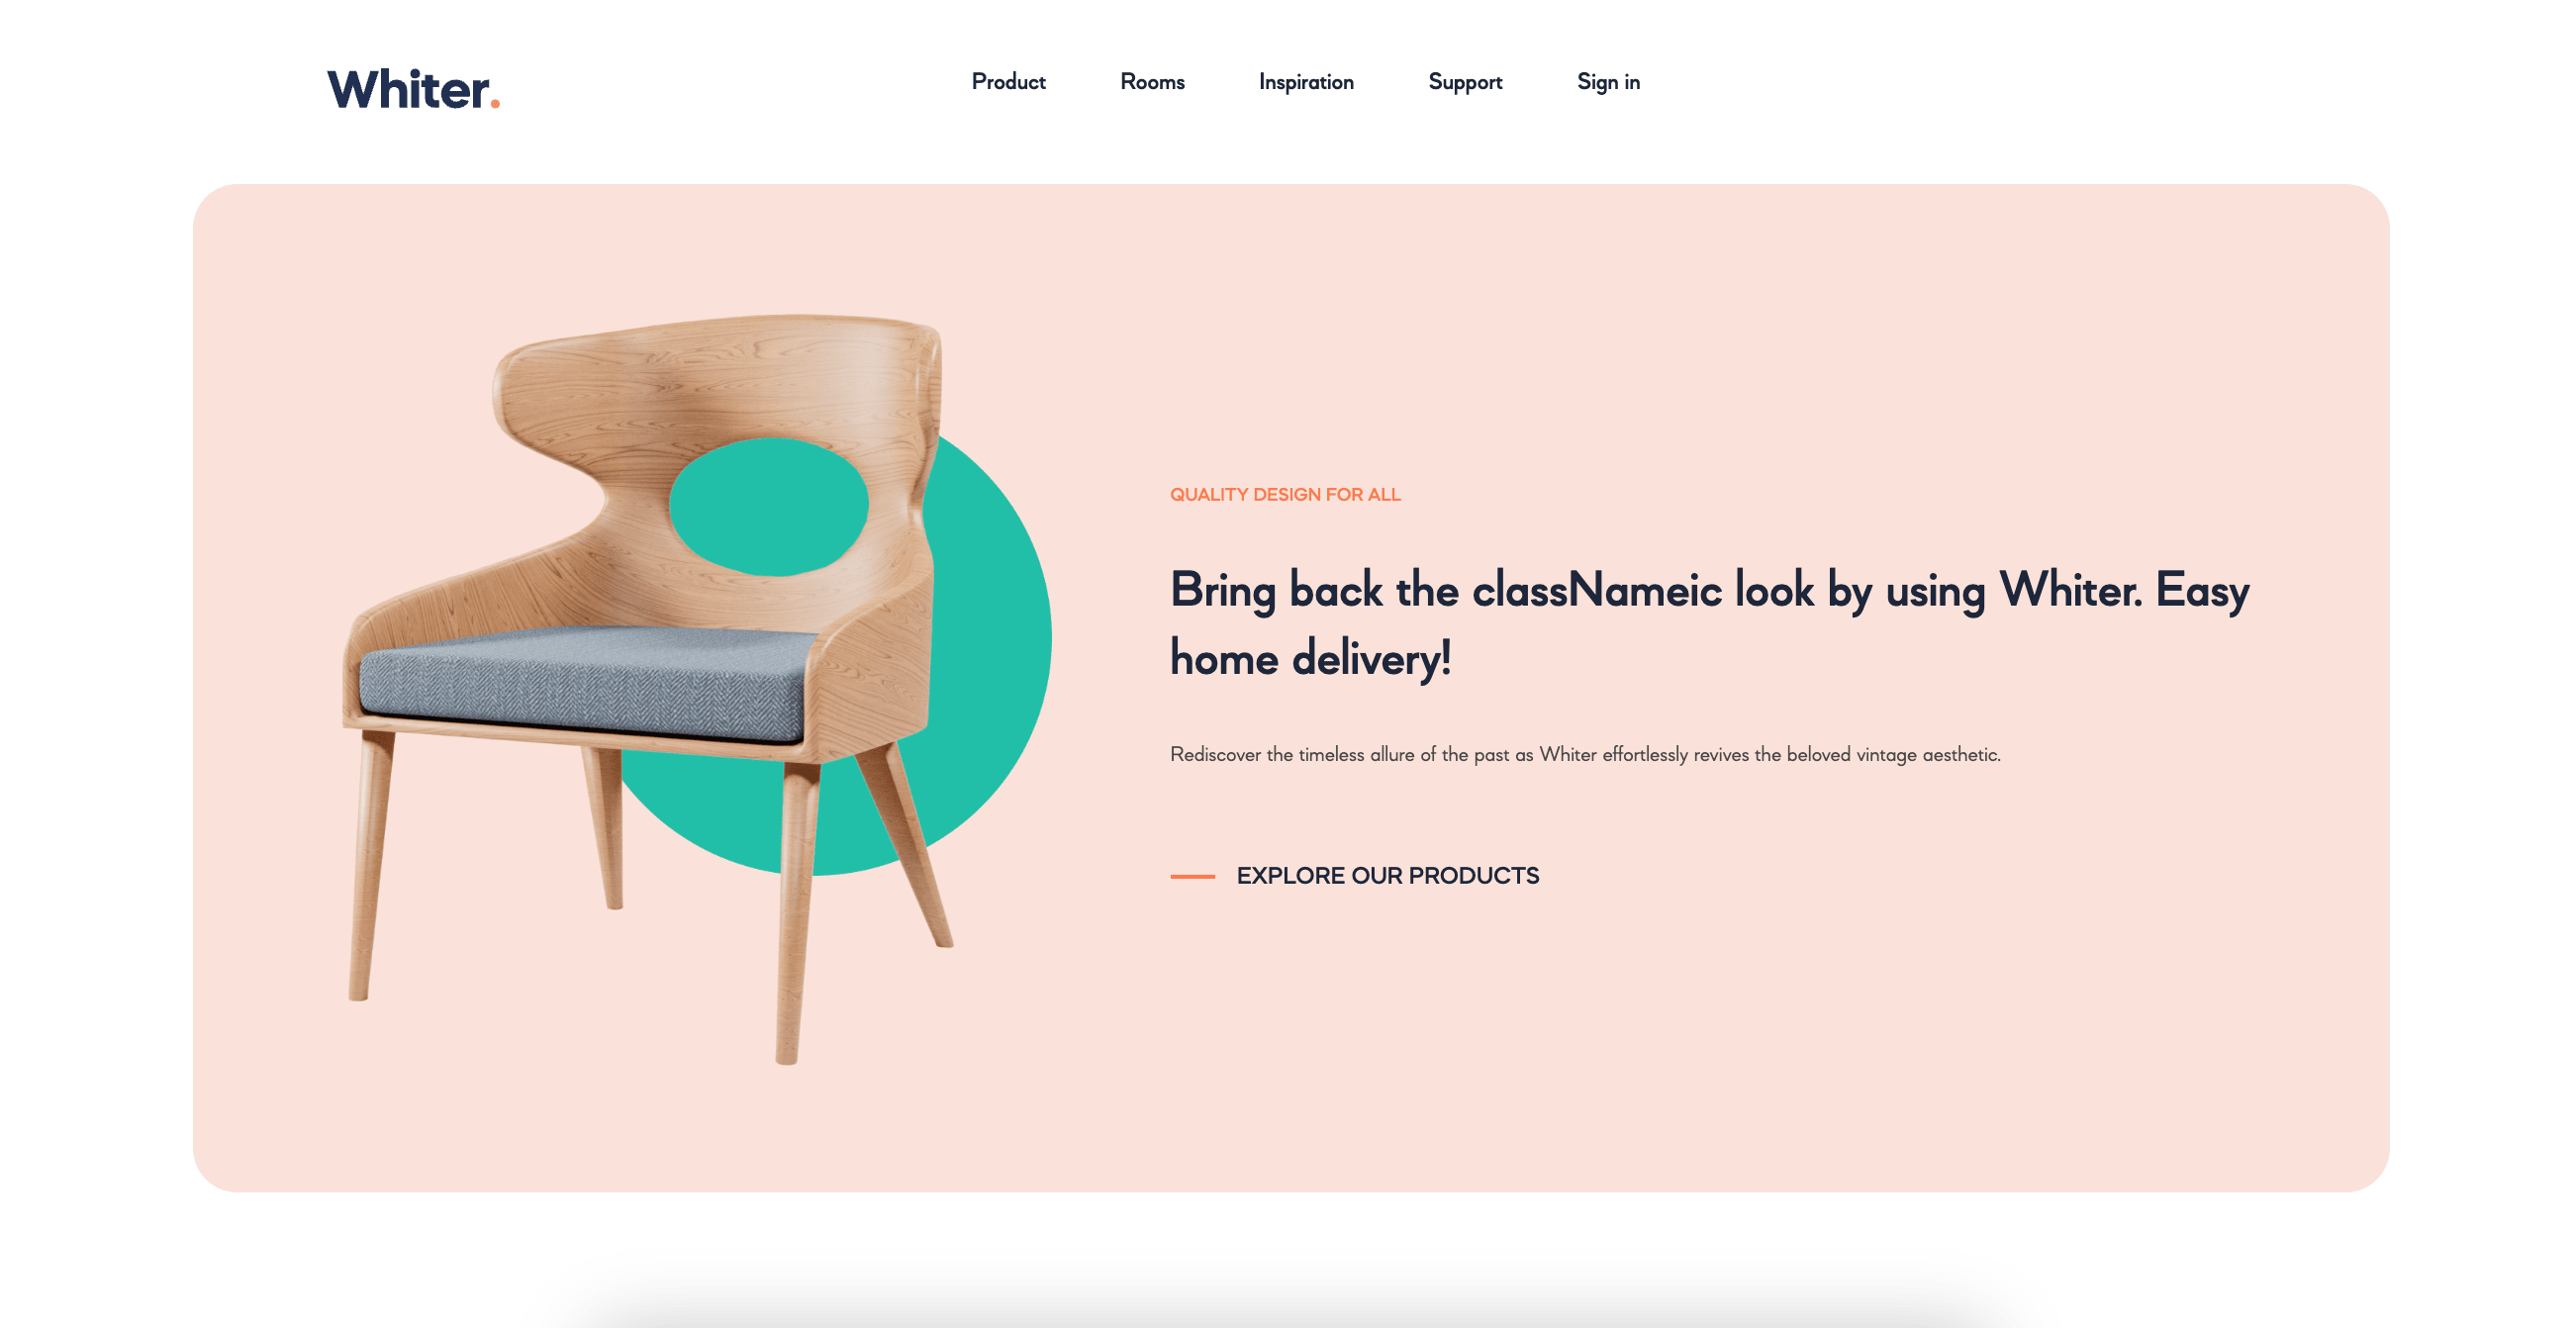 Whiter.
Product Rooms Inspiration Support Sign in
QUALITY DESIGN FOR ALL
Bring back the classNameic look by using Whiter. Easy
home delivery!
Rediscover the timeless allure of the past as Whiter effortlessly revives the beloved vintage aesthetic.
EXPLORE OUR PRODUCTS